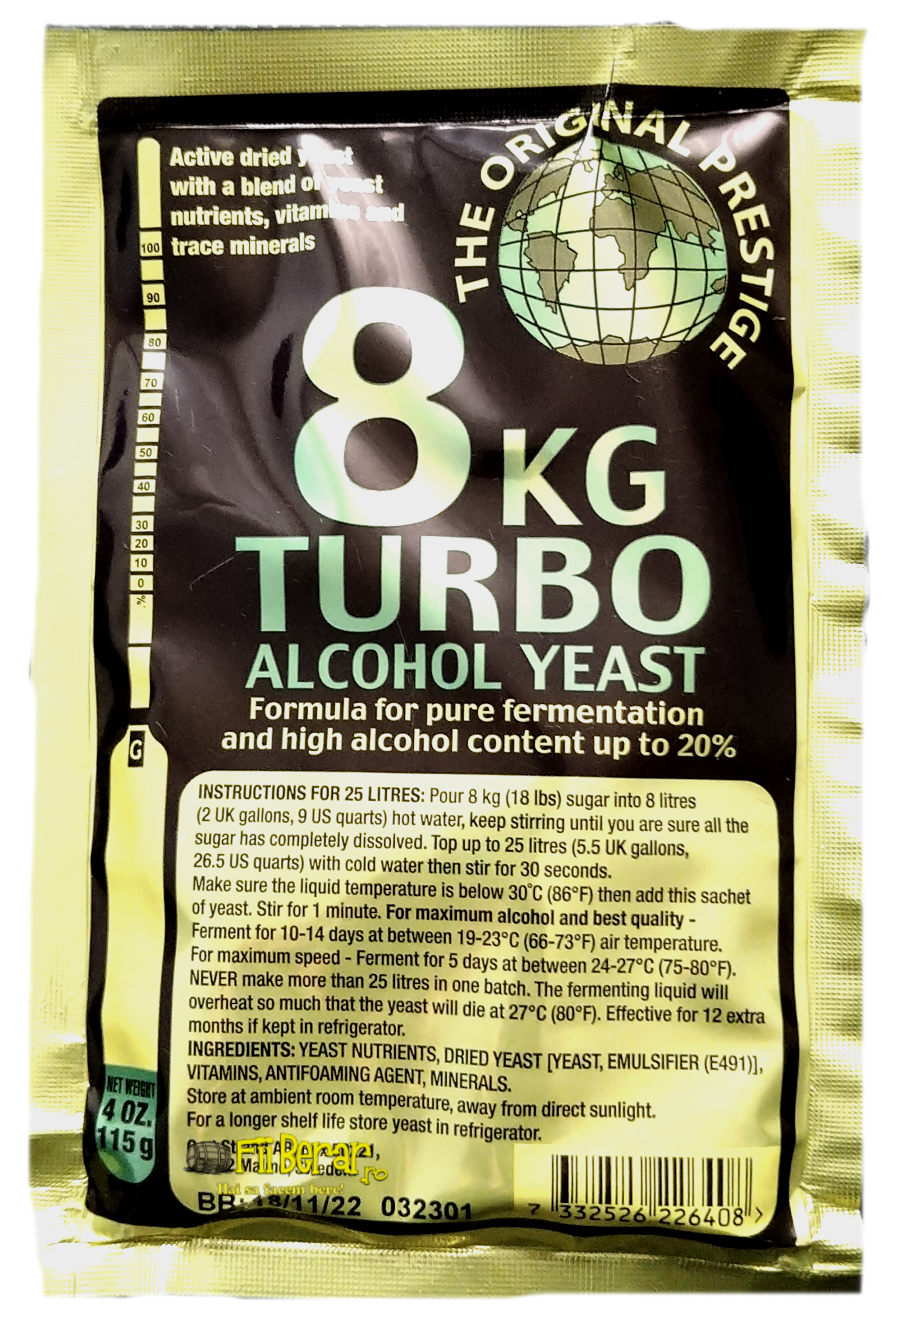 THE ORIGINAL PRESTIGE
Active dried yeast
with a blend of yeast
nutrients, vitamins and
trace minerals
100
90
80
70
60
50
40
30
20
10
0
%
G
8 KG
TURBO
ALCOHOL YEAST
Formula for pure fermentation
and high alcohol content up to 20%
INSTRUCTIONS FOR 25 LITRES: Pour 8 kg (18 lbs) sugar into 8 litres
(2 UK gallons, 9 US quarts) hot water, keep stirring until you are sure all the
sugar has completely dissolved. Top up to 25 litres (5.5 UK gallons,
26.5 US quarts) with cold water then stir for 30 seconds.
Make sure the liquid temperature is below 30°C (86°F) then add this sachet
of yeast. Stir for 1 minute. For maximum alcohol and best quality -
Ferment for 10-14 days at between 19-23°C (66-73°F) air temperature.
For maximum speed - Ferment for 5 days at between 24-27°C (75-80°F).
NEVER make more than 25 litres in one batch. The fermenting liquid will
overheat so much that the yeast will die at 27°C (80°F). Effective for 12 extra
months if kept in refrigerator.
INGREDIENTS: YEAST NUTRIENTS, DRIED YEAST [YEAST, EMULSIFIER (E491)],
VITAMINS, ANTIFOAMING AGENT, MINERALS.
Store at ambient room temperature, away from direct sunlight.
For a longer shelf life store yeast in refrigerator.
NET WEIGHT
4 OZ.
115 g
Fii Berar.ro
Hai sa facem bere!
BB: 18/11/22 032301
7 332526 226408 >